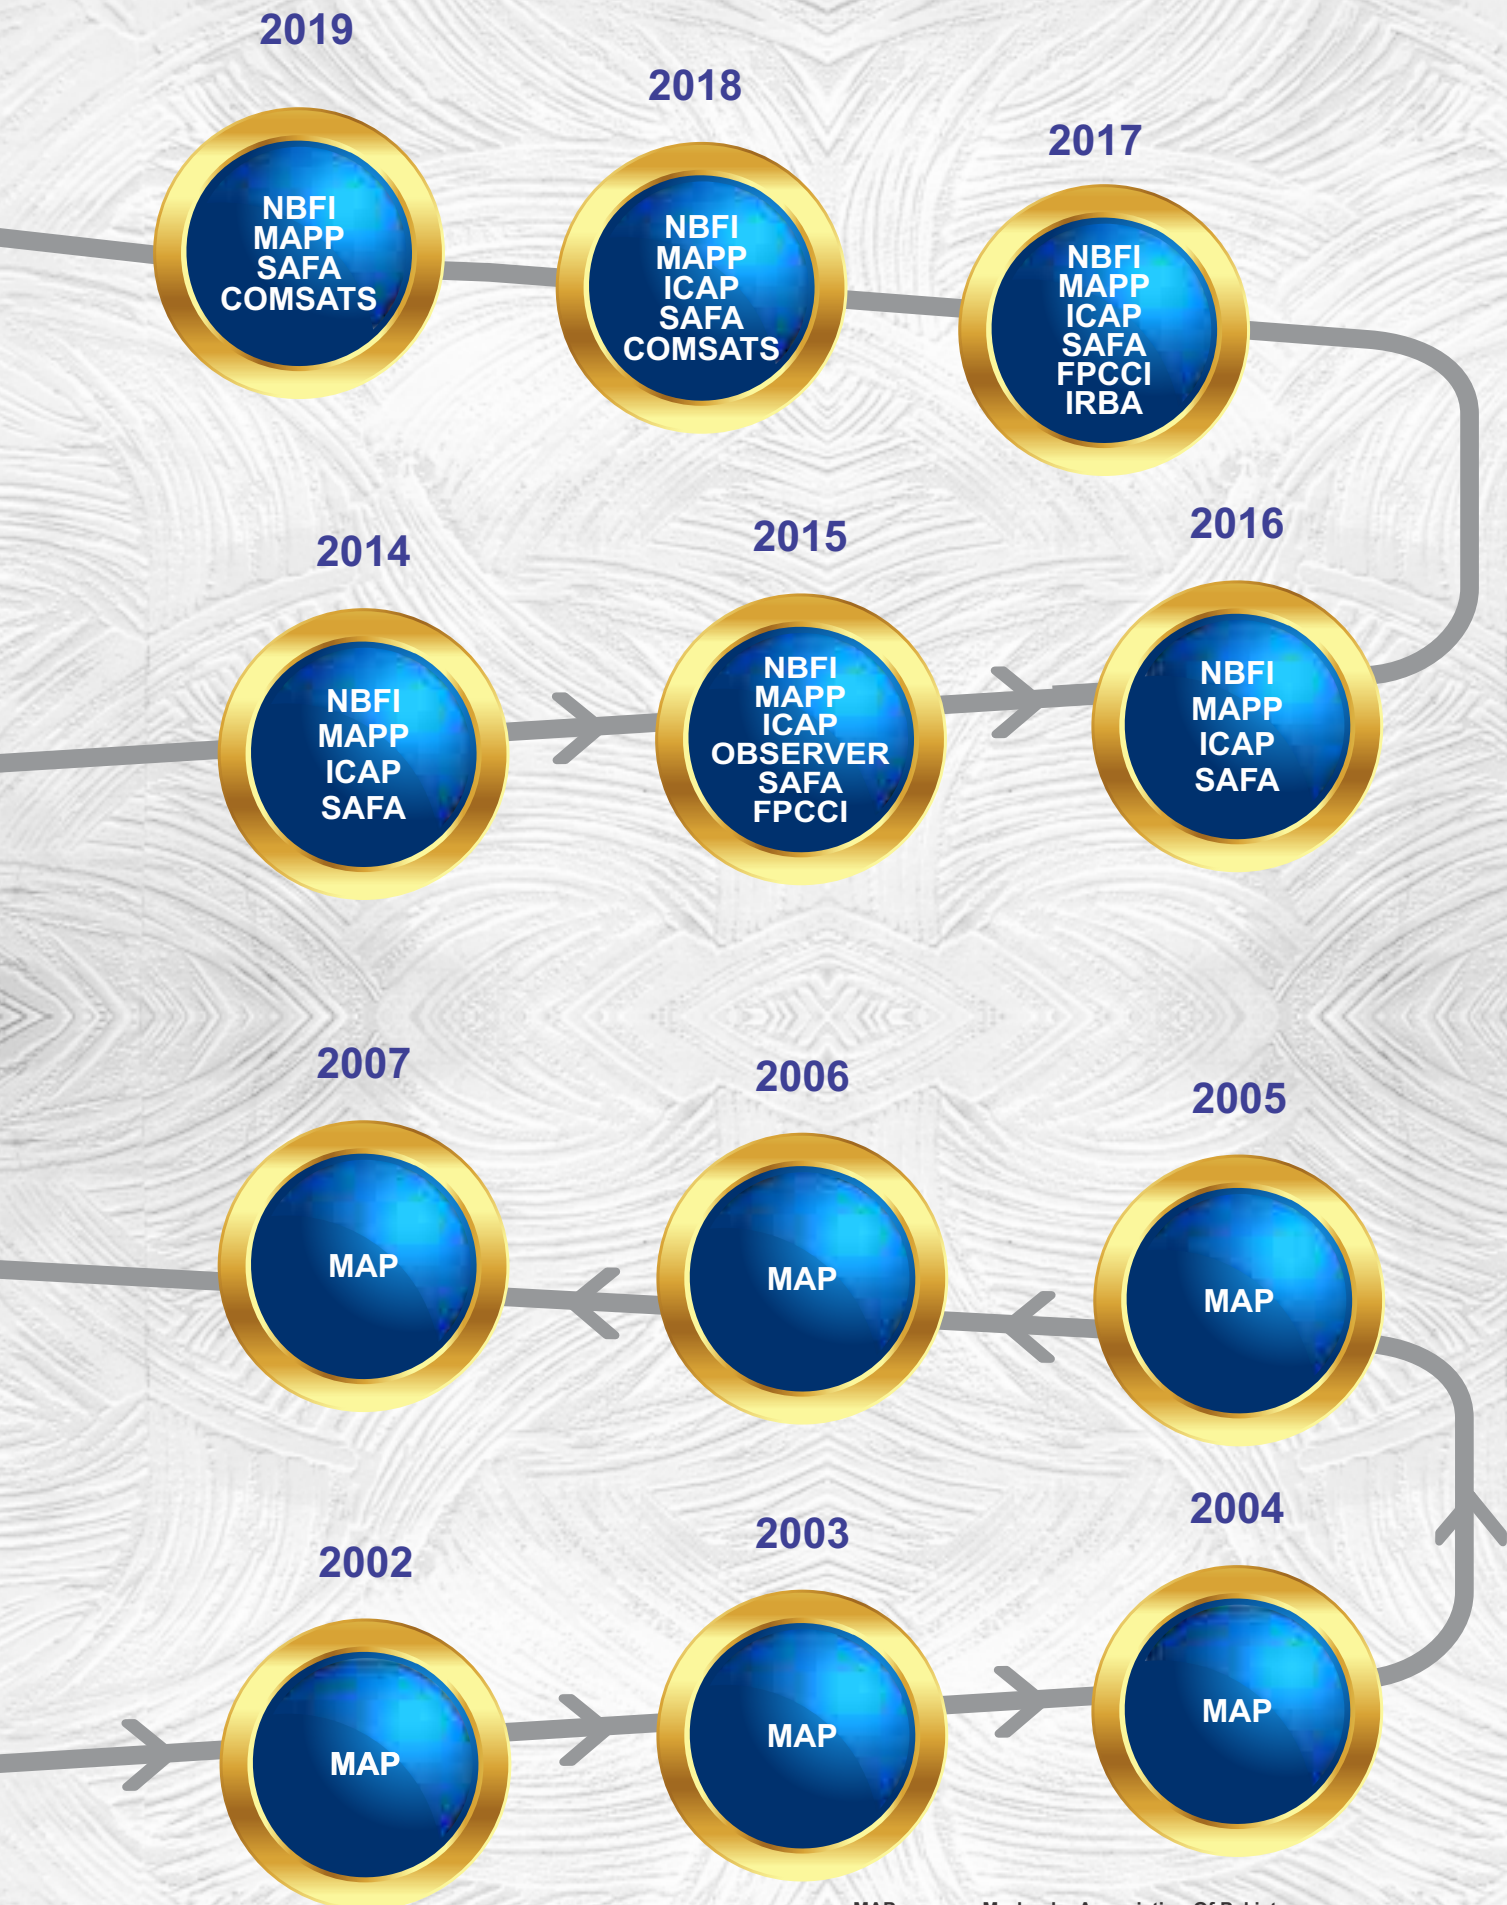 2019
NBFI
MAPP
SAFA
COMSATS
2018
NBFI
MAPP
ICAP
SAFA
COMSATS
2017
NBFI
MAPP
ICAP
SAFA
FPCCI
IRBA
2014
NBFI
MAPP
ICAP
SAFA
2015
NBFI
MAPP
ICAP
OBSERVER
SAFA
FPCCI
2016
NBFI
MAPP
ICAP
SAFA
2007
MAP
2006
MAP
2005
MAP
2002
MAP
2003
MAP
2004
MAP